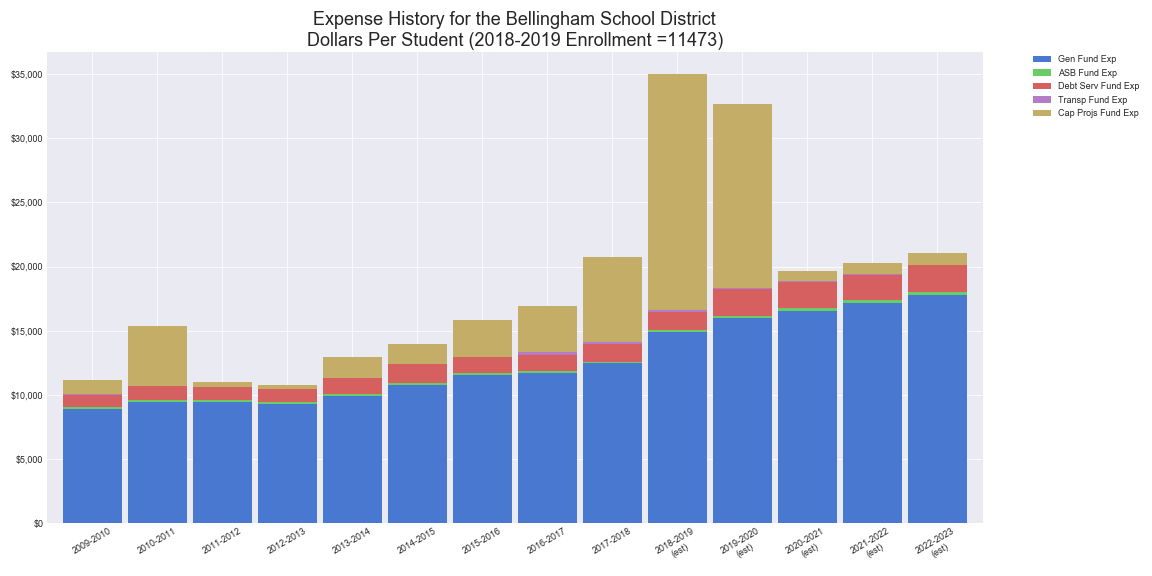 Expense History for the Bellingham School District
Dollars Per Student (2018-2019 Enrollment =11473)
Gen Fund Exp
ASB Fund Exp
Debt Serv Fund Exp
Transp Fund Exp
Cap Projs Fund Exp
$35,000
$30,000
$25,000
$20,000
$15,000
$10,000
$5,000
$0
2009-2010
2010-2011
2011-2012
2012-2013
2013-2014
2014-2015
2015-2016
2016-2017
2017-2018
2018-2019
(est)
2019-2020
(est)
2020-2021
(est)
2021-2022
(est)
2022-2023
(est)